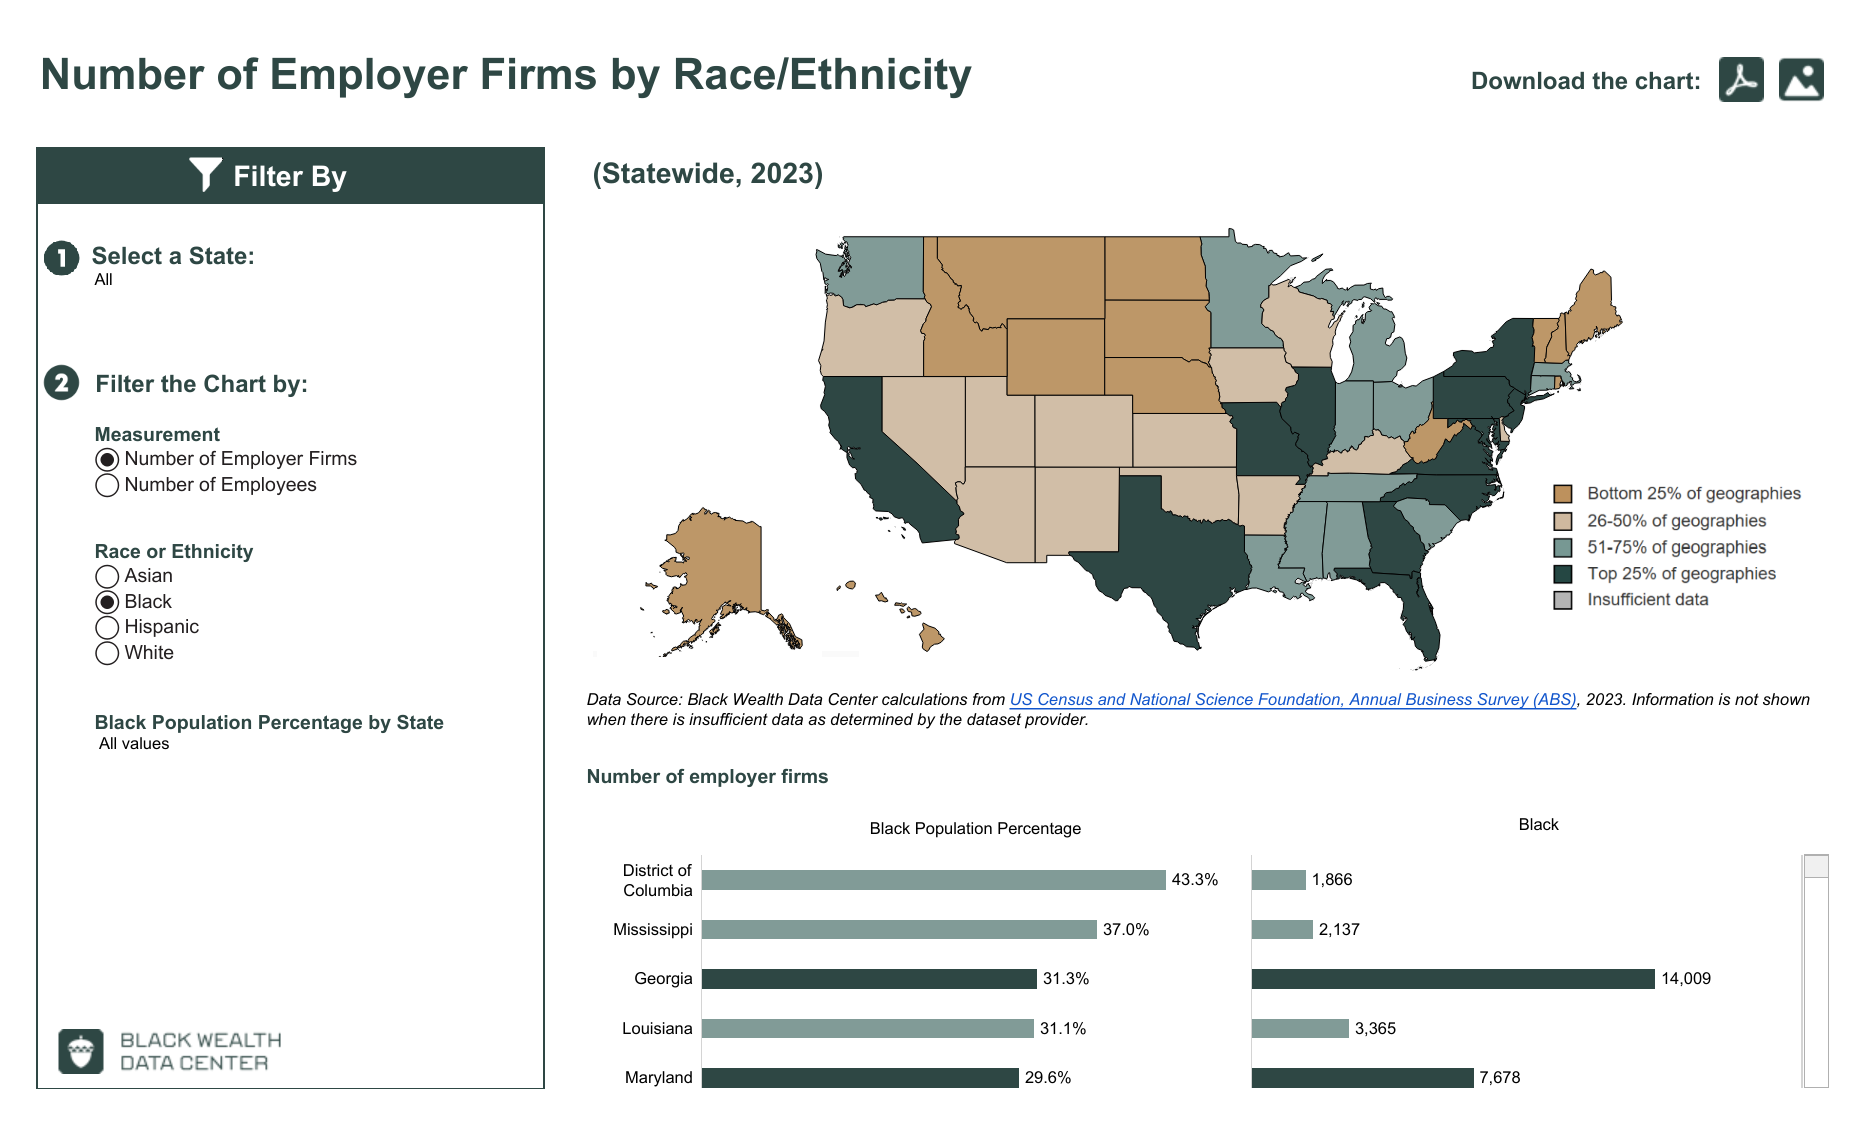 Number of Employer Firms by Race/Ethnicity
Download the chart:
Filter By
1 Select a State:
All
2 Filter the Chart by:
Measurement
Number of Employer Firms
Number of Employees
Race or Ethnicity
Asian
Black
Hispanic
White
Black Population Percentage by State
All values
BLACK WEALTH
DATA CENTER
(Statewide, 2023)
Bottom 25% of geographies
26-50% of geographies
51-75% of geographies
Top 25% of geographies
Insufficient data
Data Source: Black Wealth Data Center calculations from US Census and National Science Foundation, Annual Business Survey (ABS), 2023. Information is not shown
when there is insufficient data as determined by the dataset provider.
Number of employer firms
Black Population Percentage
Black
District of
Columbia
43.3%
1,866
Mississippi
37.0%
2,137
Georgia
31.3%
14,009
Louisiana
31.1%
3,365
Maryland
29.6%
7,678